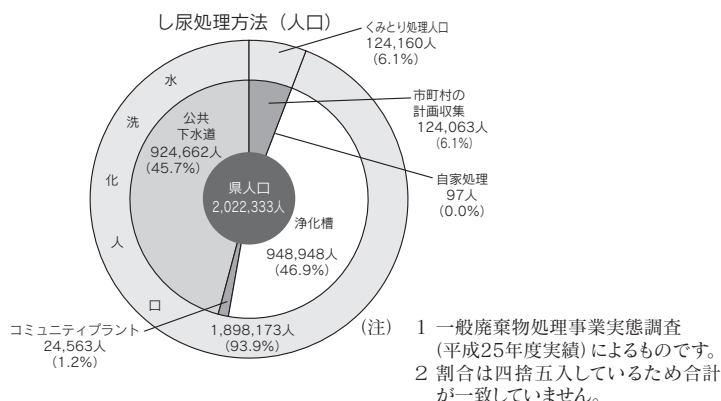 し尿処理方法（人口）
くみとり処理人口
124,160人
(6.1%)
市町村の
計画収集
124,063人
(6.1%)
自家処理
97人
(0.0%)
水洗化人口
公共
下水道
924,662人
(45.7%)
県人口
2,022,333人
浄化槽
948,948人
(46.9%)
コミュニティプラント
24,563人
(1.2%)
1,898,173人
(93.9%)
(注) 1 一般廃棄物処理事業実態調査
(平成25年度実績)によるものです。
2 割合は四捨五入しているため合計
が一致していません。